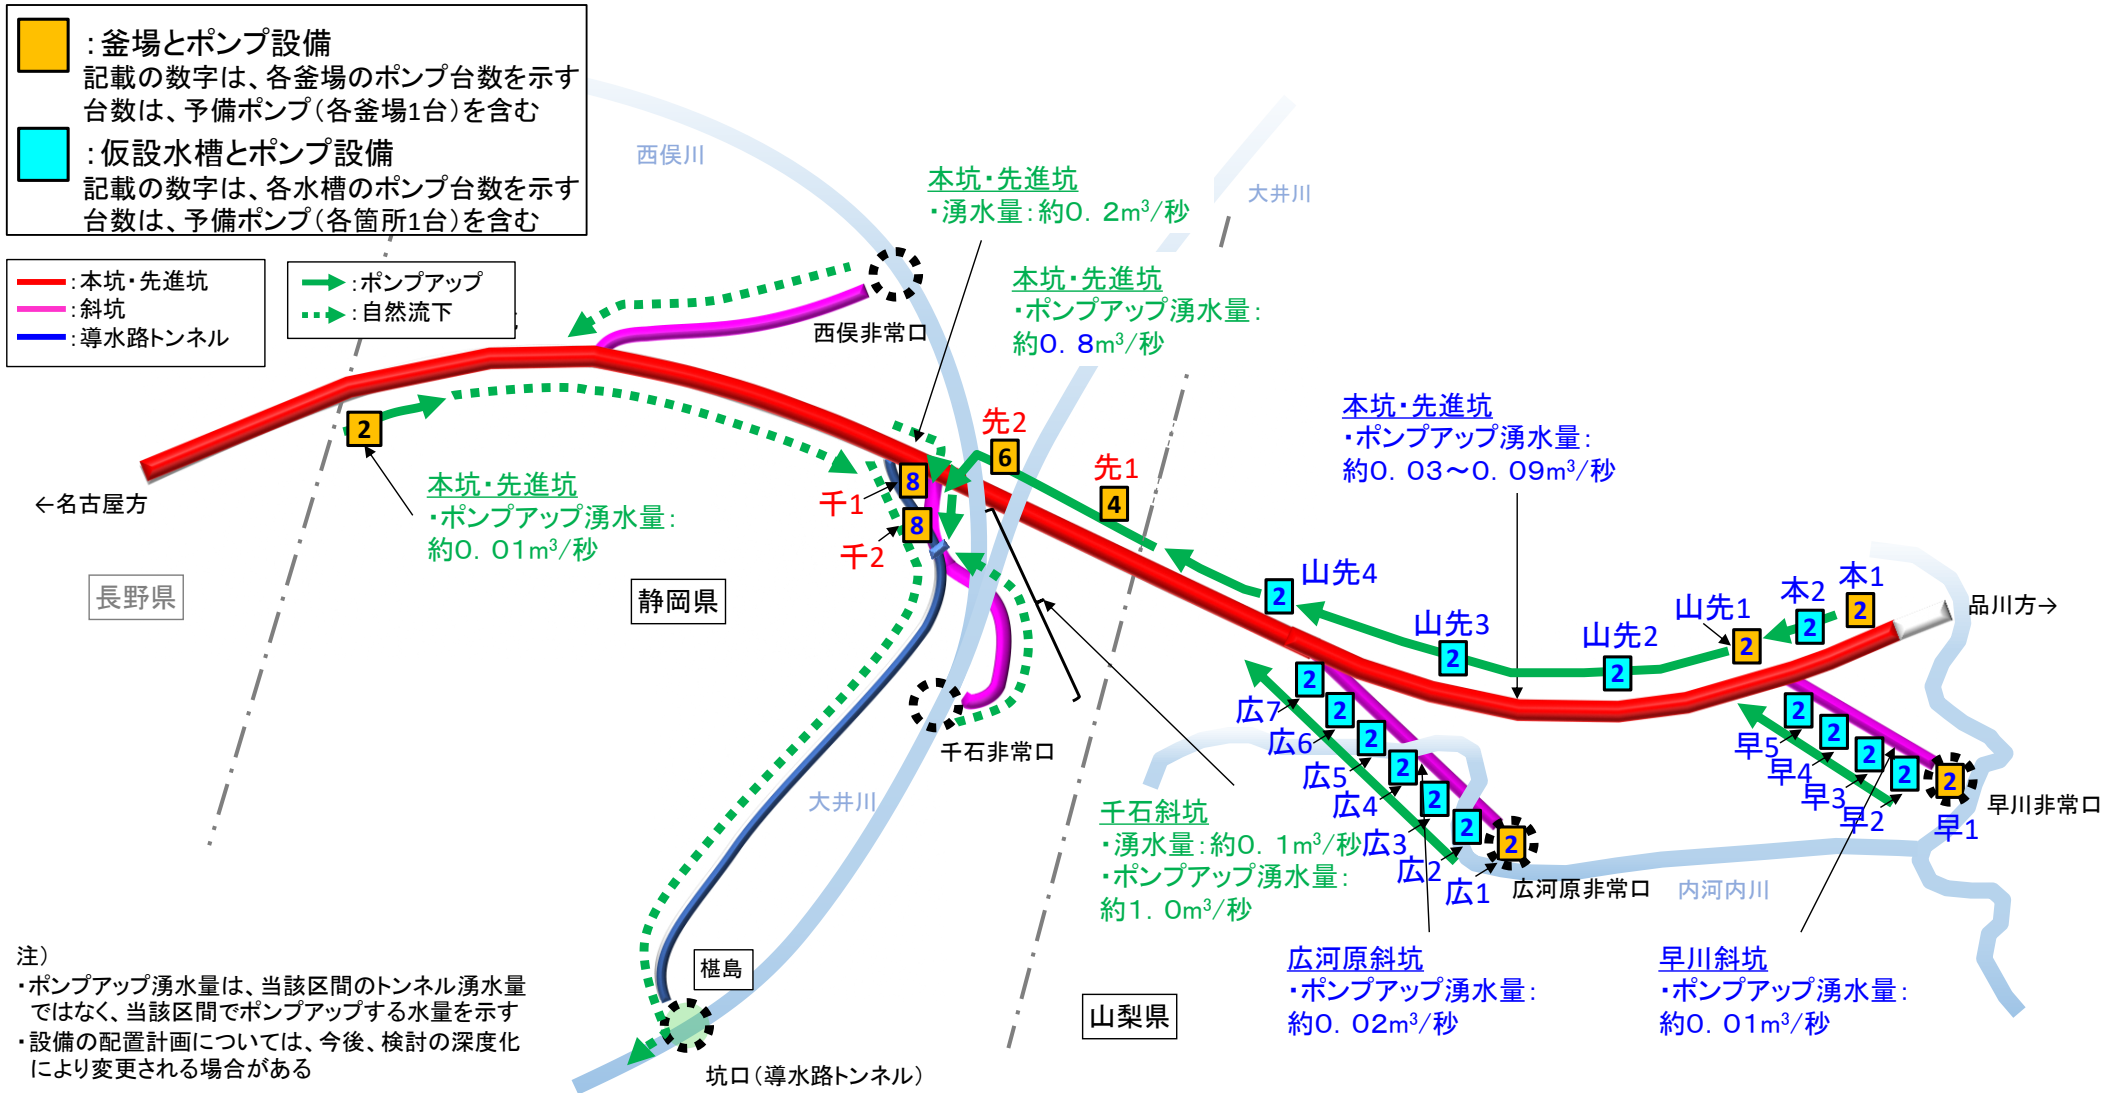 ：釜場とポンプ設備
記載の数字は、各釜場のポンプ台数を示す
台数は、予備ポンプ（各釜場1台）を含む
：仮設水槽とポンプ設備
記載の数字は、各水槽のポンプ台数を示す
台数は、予備ポンプ（各箇所1台）を含む
：本坑・先進坑
：斜坑
：導水路トンネル
：ポンプアップ
：自然流下
西俣川
大井川
本坑・先進坑
・湧水量：約0．2m³/秒
本坑・先進坑
・ポンプアップ湧水量：
約0．8m³/秒
西俣非常口
本坑・先進坑
・ポンプアップ湧水量：
約0．03～0．09m³/秒
2
←名古屋方
本坑・先進坑
・ポンプアップ湧水量：
約0．01m³/秒
先2
6
先1
4
8
千1
8
千2
長野県
静岡県
山先4
2
山先3
2
山先2
2
山先1
2
本2
2
本1
2
品川方→
千石非常口
大井川
2
広7
2
広6
2
広5
2
広4
2
広3
2
広2
2
広1
広河原非常口
2
早5
2
早4
2
早3
2
早2
2
早1
早川非常口
内河内川
千石斜坑
・湧水量：約0．1m³/秒
・ポンプアップ湧水量：
約1．0m³/秒
広河原斜坑
・ポンプアップ湧水量：
約0．02m³/秒
早川斜坑
・ポンプアップ湧水量：
約0．01m³/秒
椹島
山梨県
坑口（導水路トンネル）
注）
・ポンプアップ湧水量は、当該区間のトンネル湧水量
ではなく、当該区間でポンプアップする水量を示す
・設備の配置計画については、今後、検討の深度化
により変更される場合がある